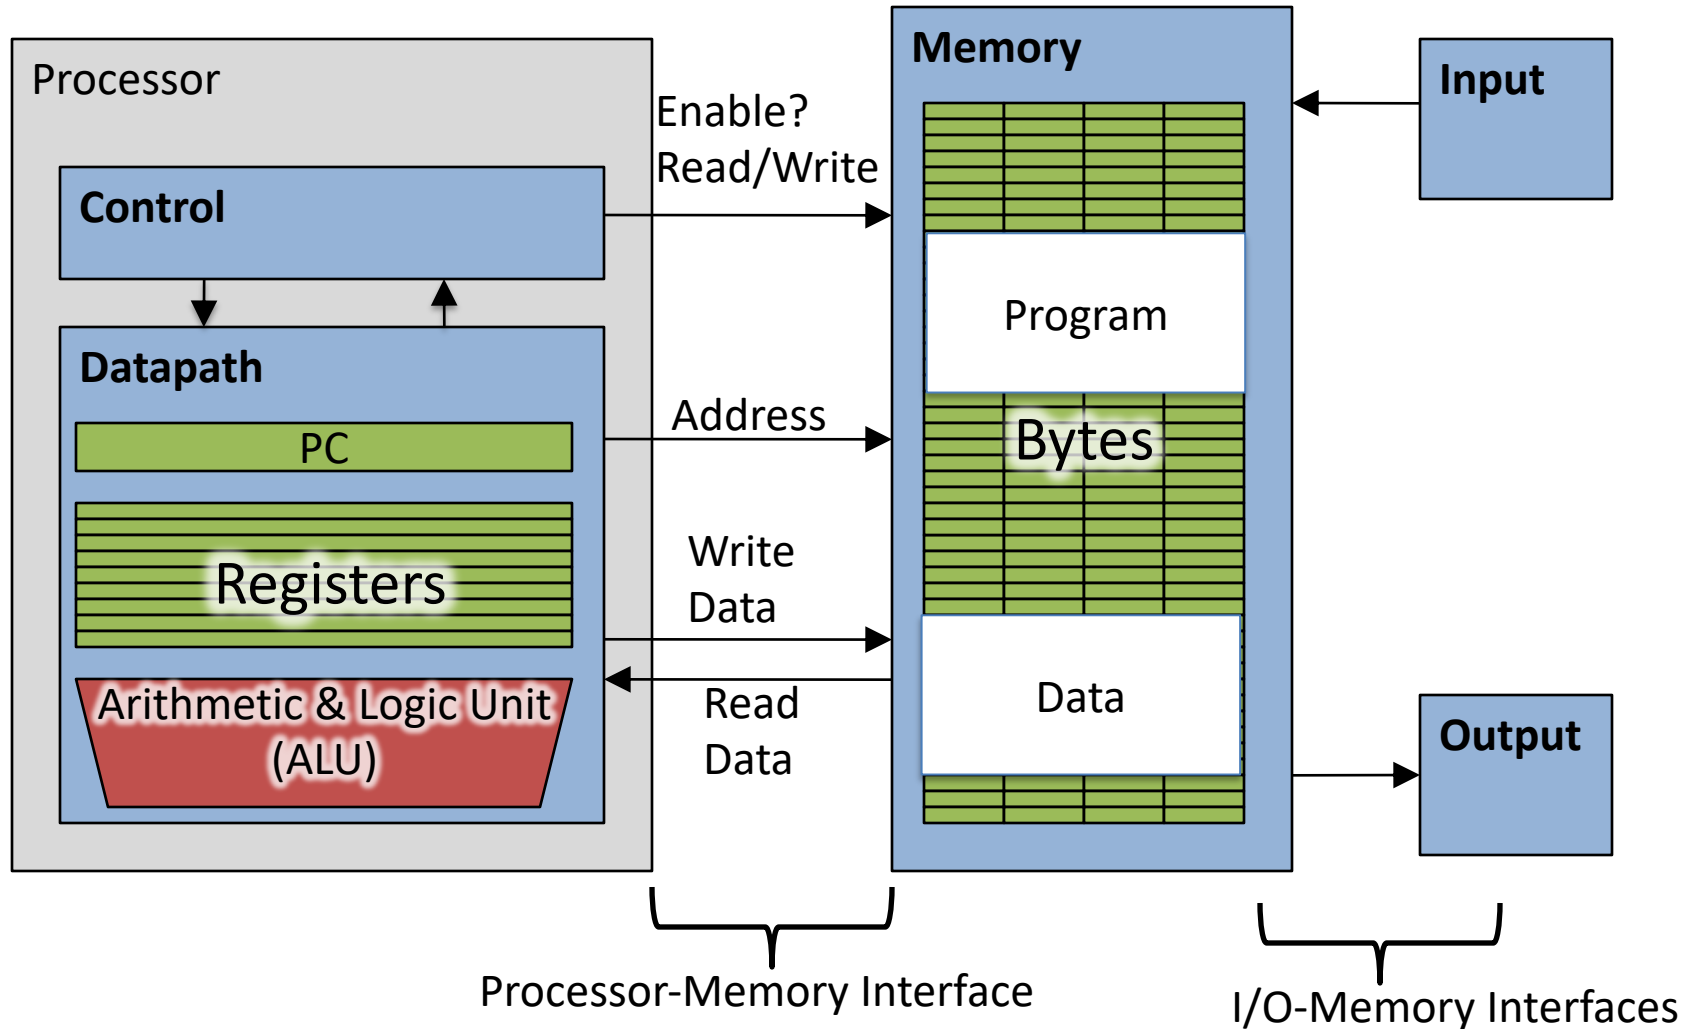 Processor
Control
Datapath
PC
Registers
Arithmetic & Logic Unit
(ALU)
Enable?
Read/Write
Address
Write
Data
Read
Data
Memory
Program
Bytes
Data
Input
Output
Processor-Memory Interface
I/O-Memory Interfaces